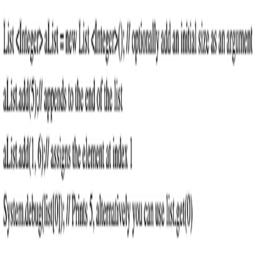 List <Integer> aList = new List <Integer>(); // optionally add an initial size as an argument
aList.add(5);// appends to the end of the list
aList.add(1, 6);// assigns the element at index 1
System.debug(list[0]); // Prints 5, alternatively you can use list.get(0)